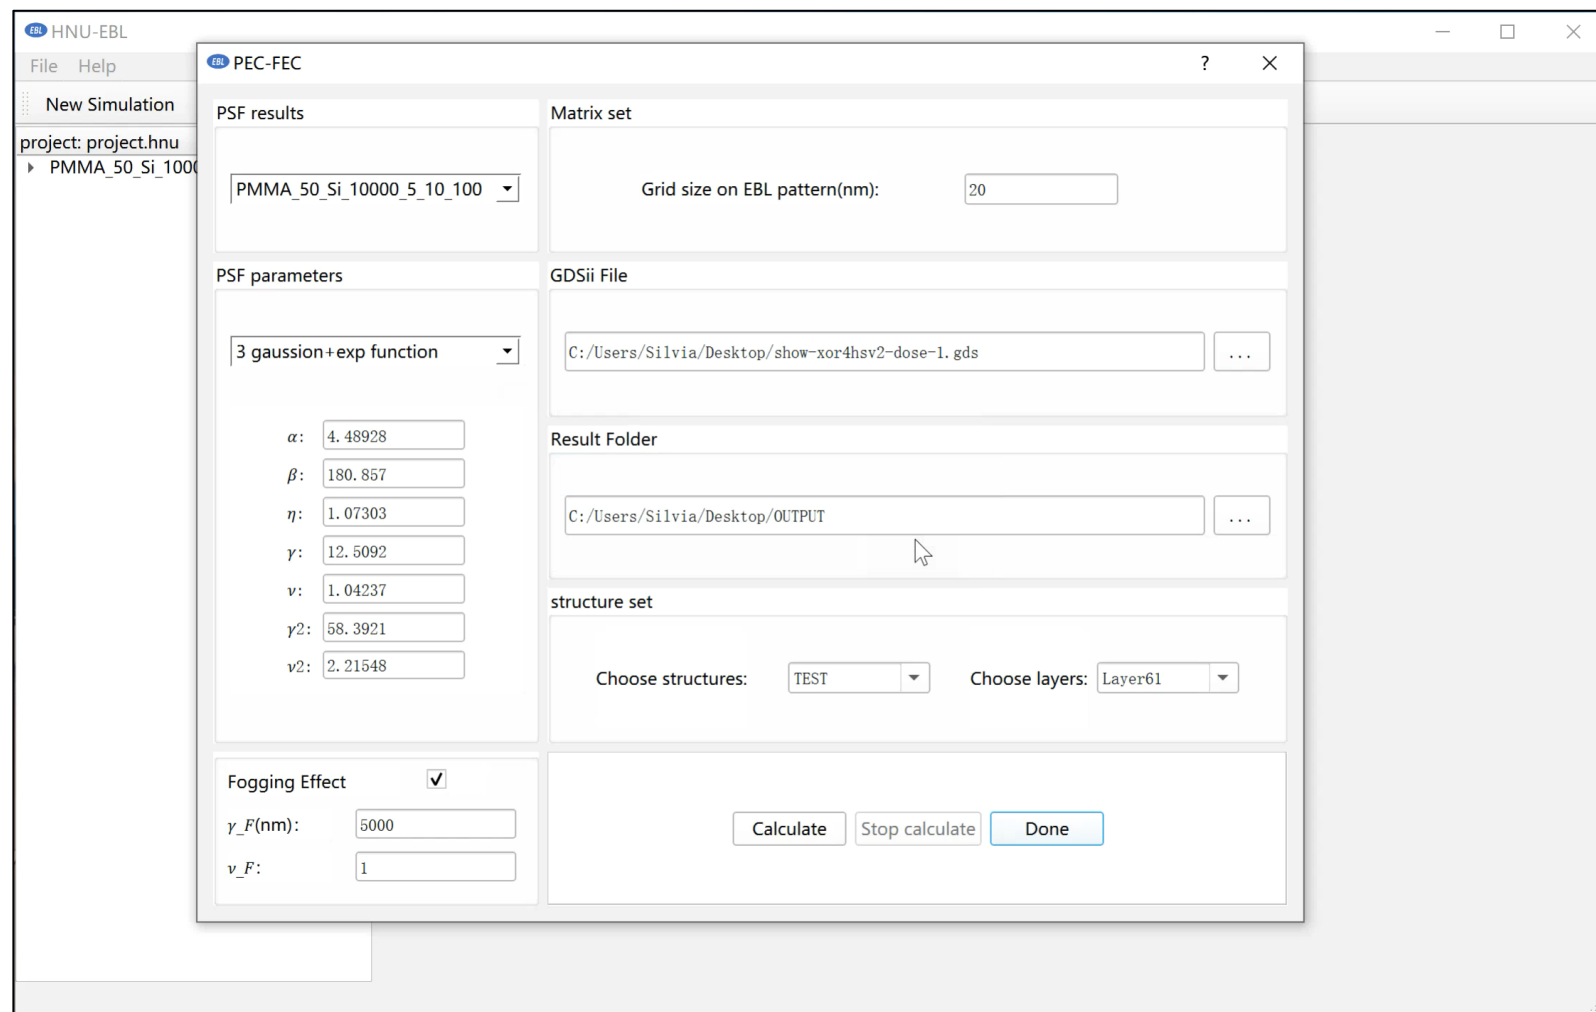 EBL HNU-EBL
File Help
New Simulation
project: project.hnu
PMMA_50_Si_1000
EBL PEC-FEC
?
PSF results
PMMA_50_Si_10000_5_10_100
Matrix set
Grid size on EBL pattern(nm): 20
PSF parameters
3 gaussion+exp function
α: 4.48928
β: 180.857
η: 1.07303
γ: 12.5092
ν: 1.04237
γ2: 58.3921
ν2: 2.21548
GDSii File
C:/Users/Silvia/Desktop/show-xor4hsv2-dose-1.gds ...
Result Folder
C:/Users/Silvia/Desktop/OUTPUT ...
structure set
Choose structures: TEST Choose layers: Layer61
Fogging Effect
γ_F(nm): 5000
ν_F: 1
Calculate Stop calculate Done